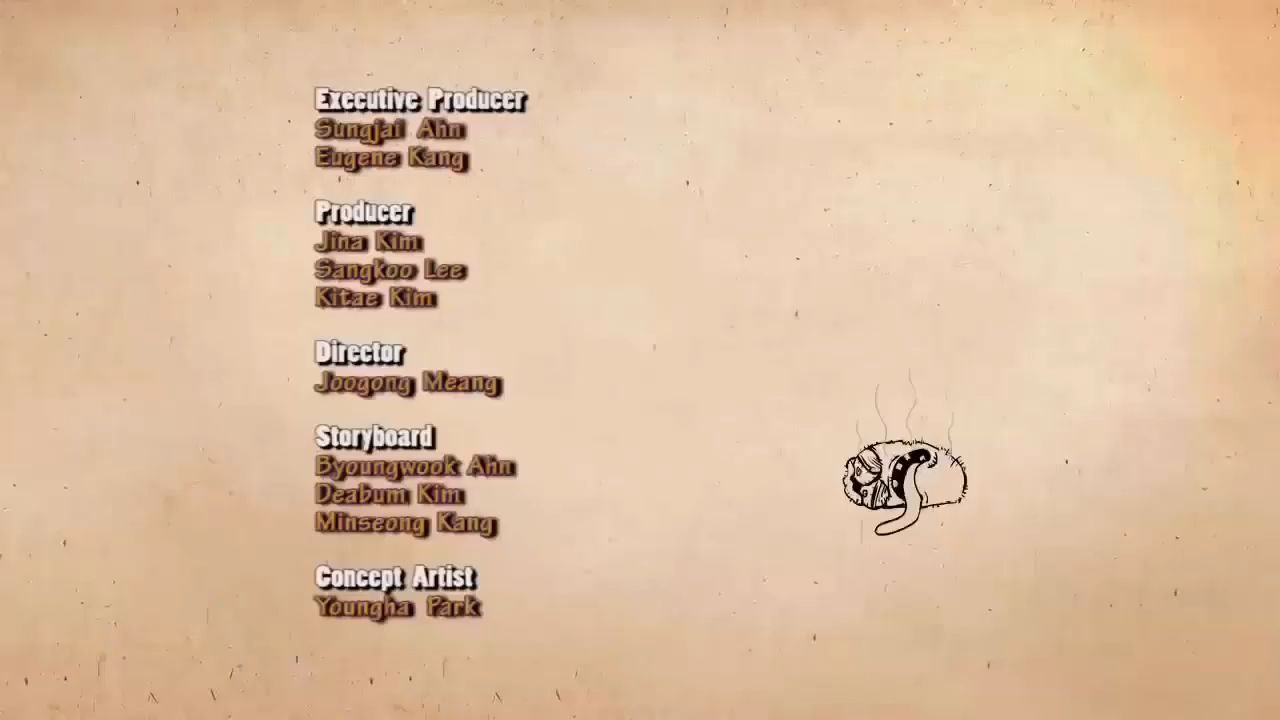 Executive Producer
Sungjai Ahn
Eugene Kang
Producer
Jina Kim
Sangkoo Lee
Kitae Kim
Director
Joogong Meang
Storyboard
Byoungwook Ahn
Deabum Kim
Minseong Kang
Concept Artist
Youngha Park